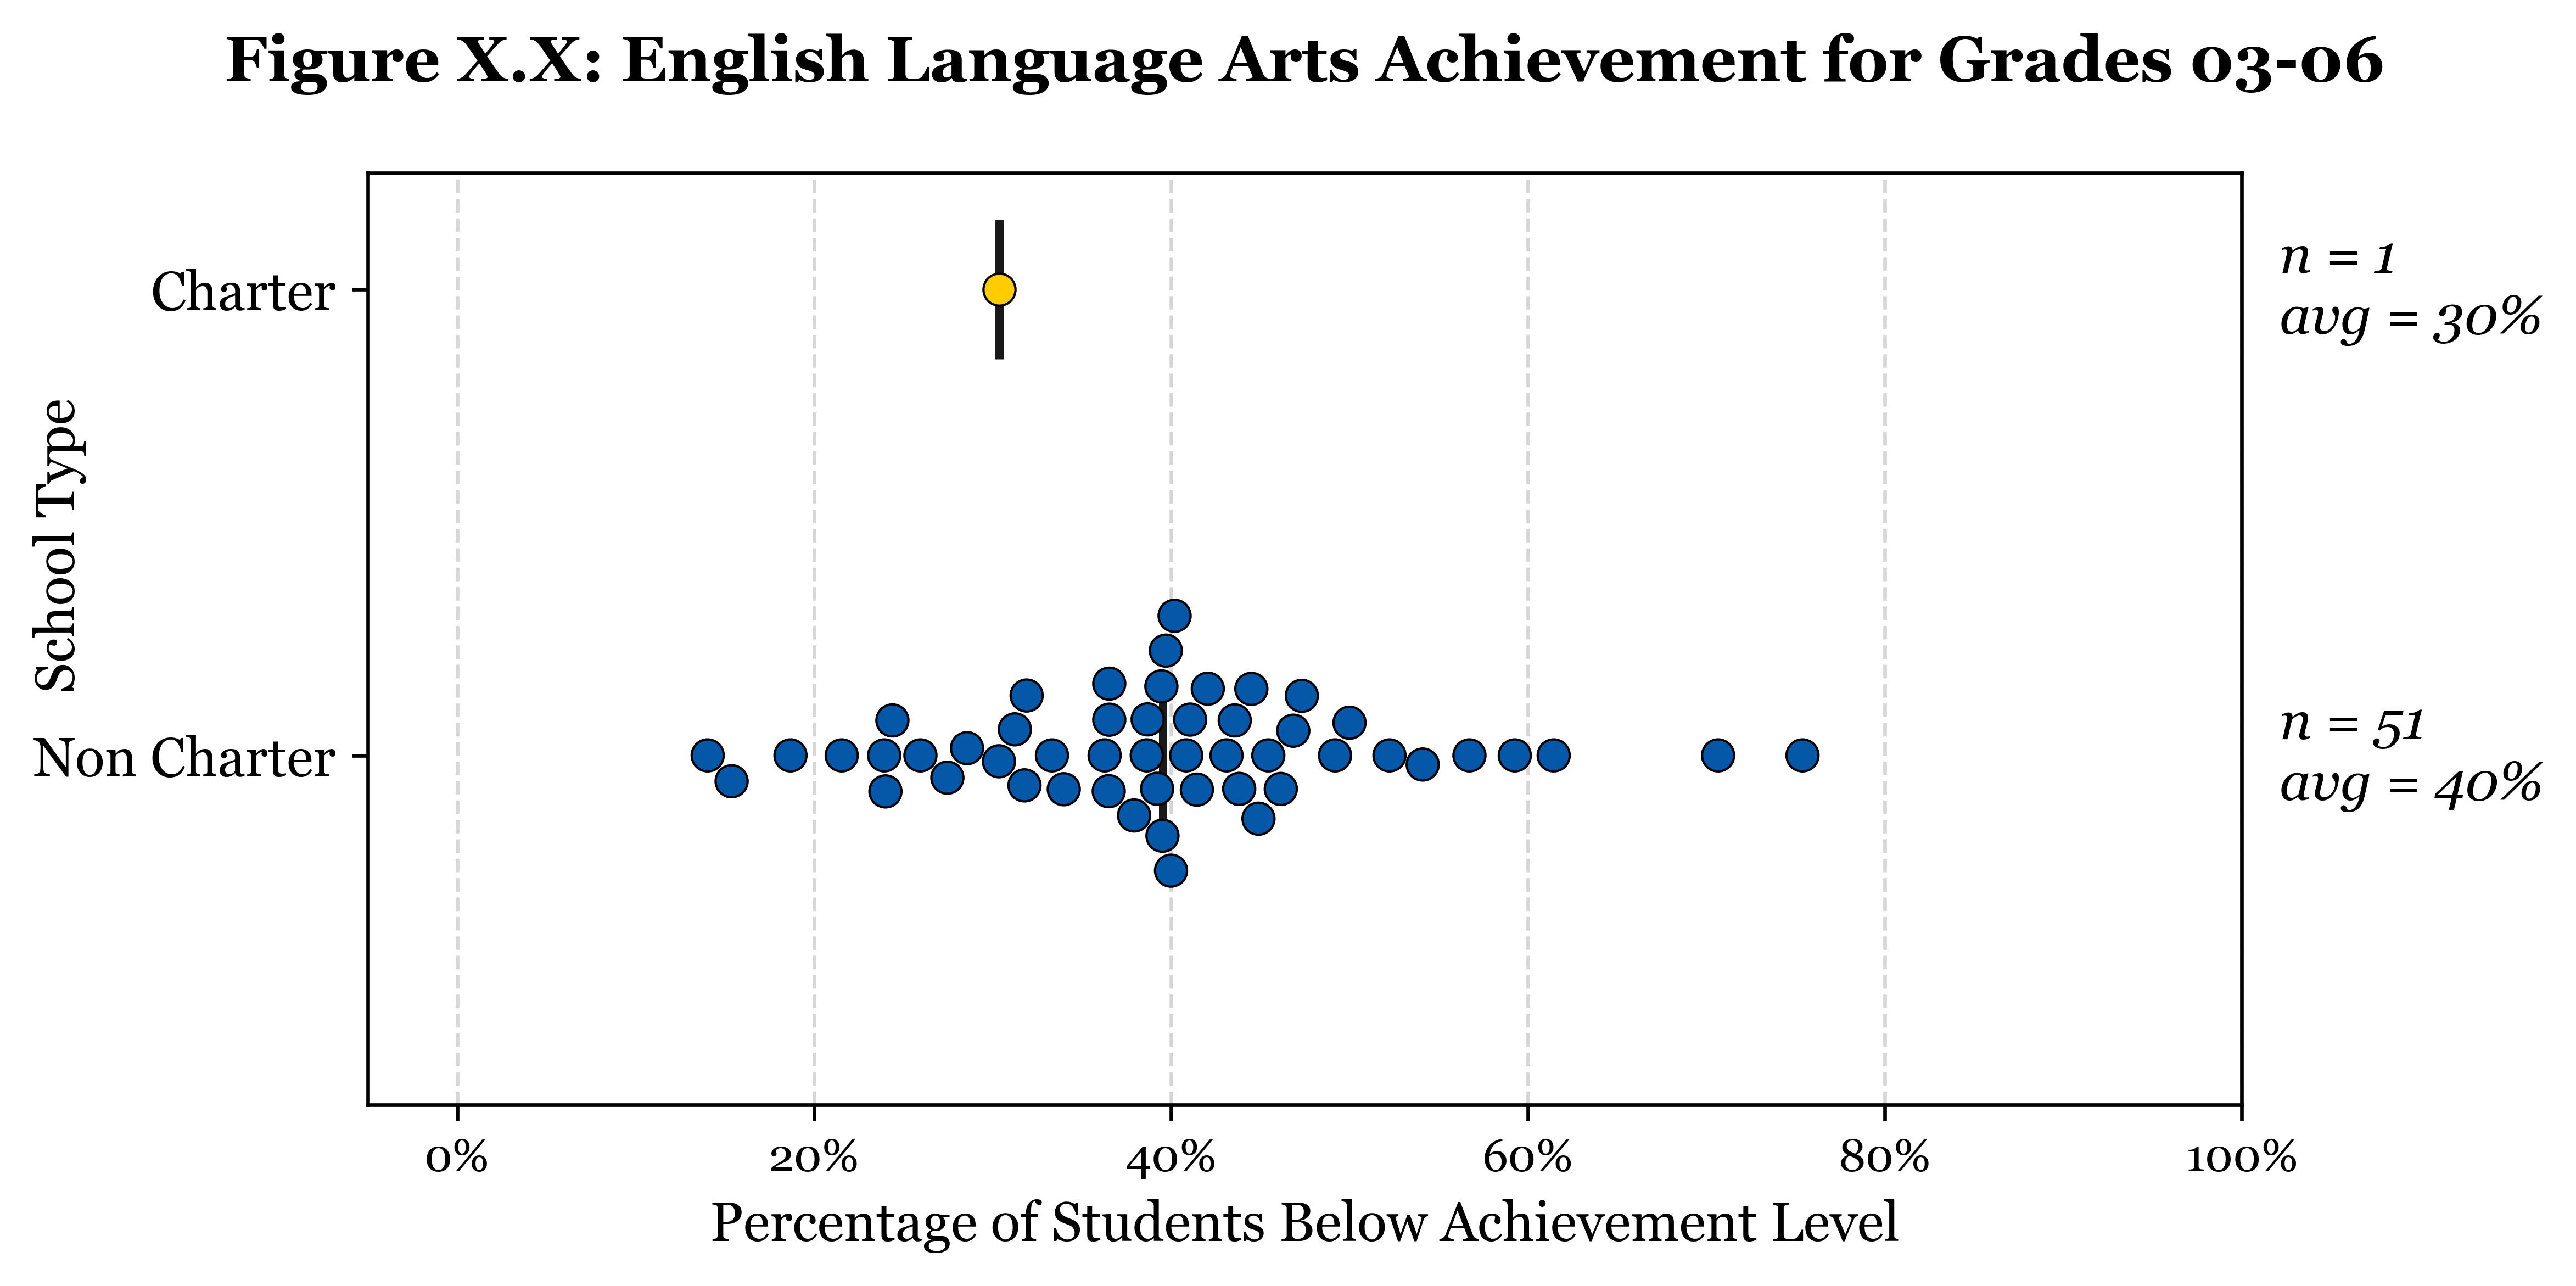 Figure X.X: English Language Arts Achievement for Grades 03-06
School Type
Charter
n = 1
avg = 30%
Non Charter
n = 51
avg = 40%
0% 20% 40% 60% 80% 100%
Percentage of Students Below Achievement Level